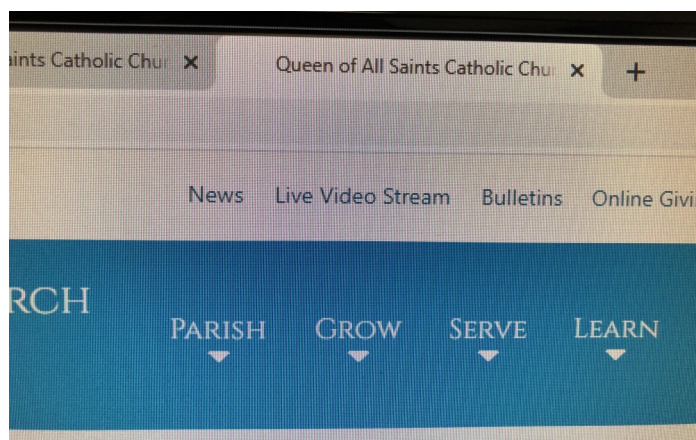 ints Catholic Chu × Queen of All Saints Catholic Chu × +
News Live Video Stream Bulletins Online Givi
RCH
PARISH GROW SERVE LEARN